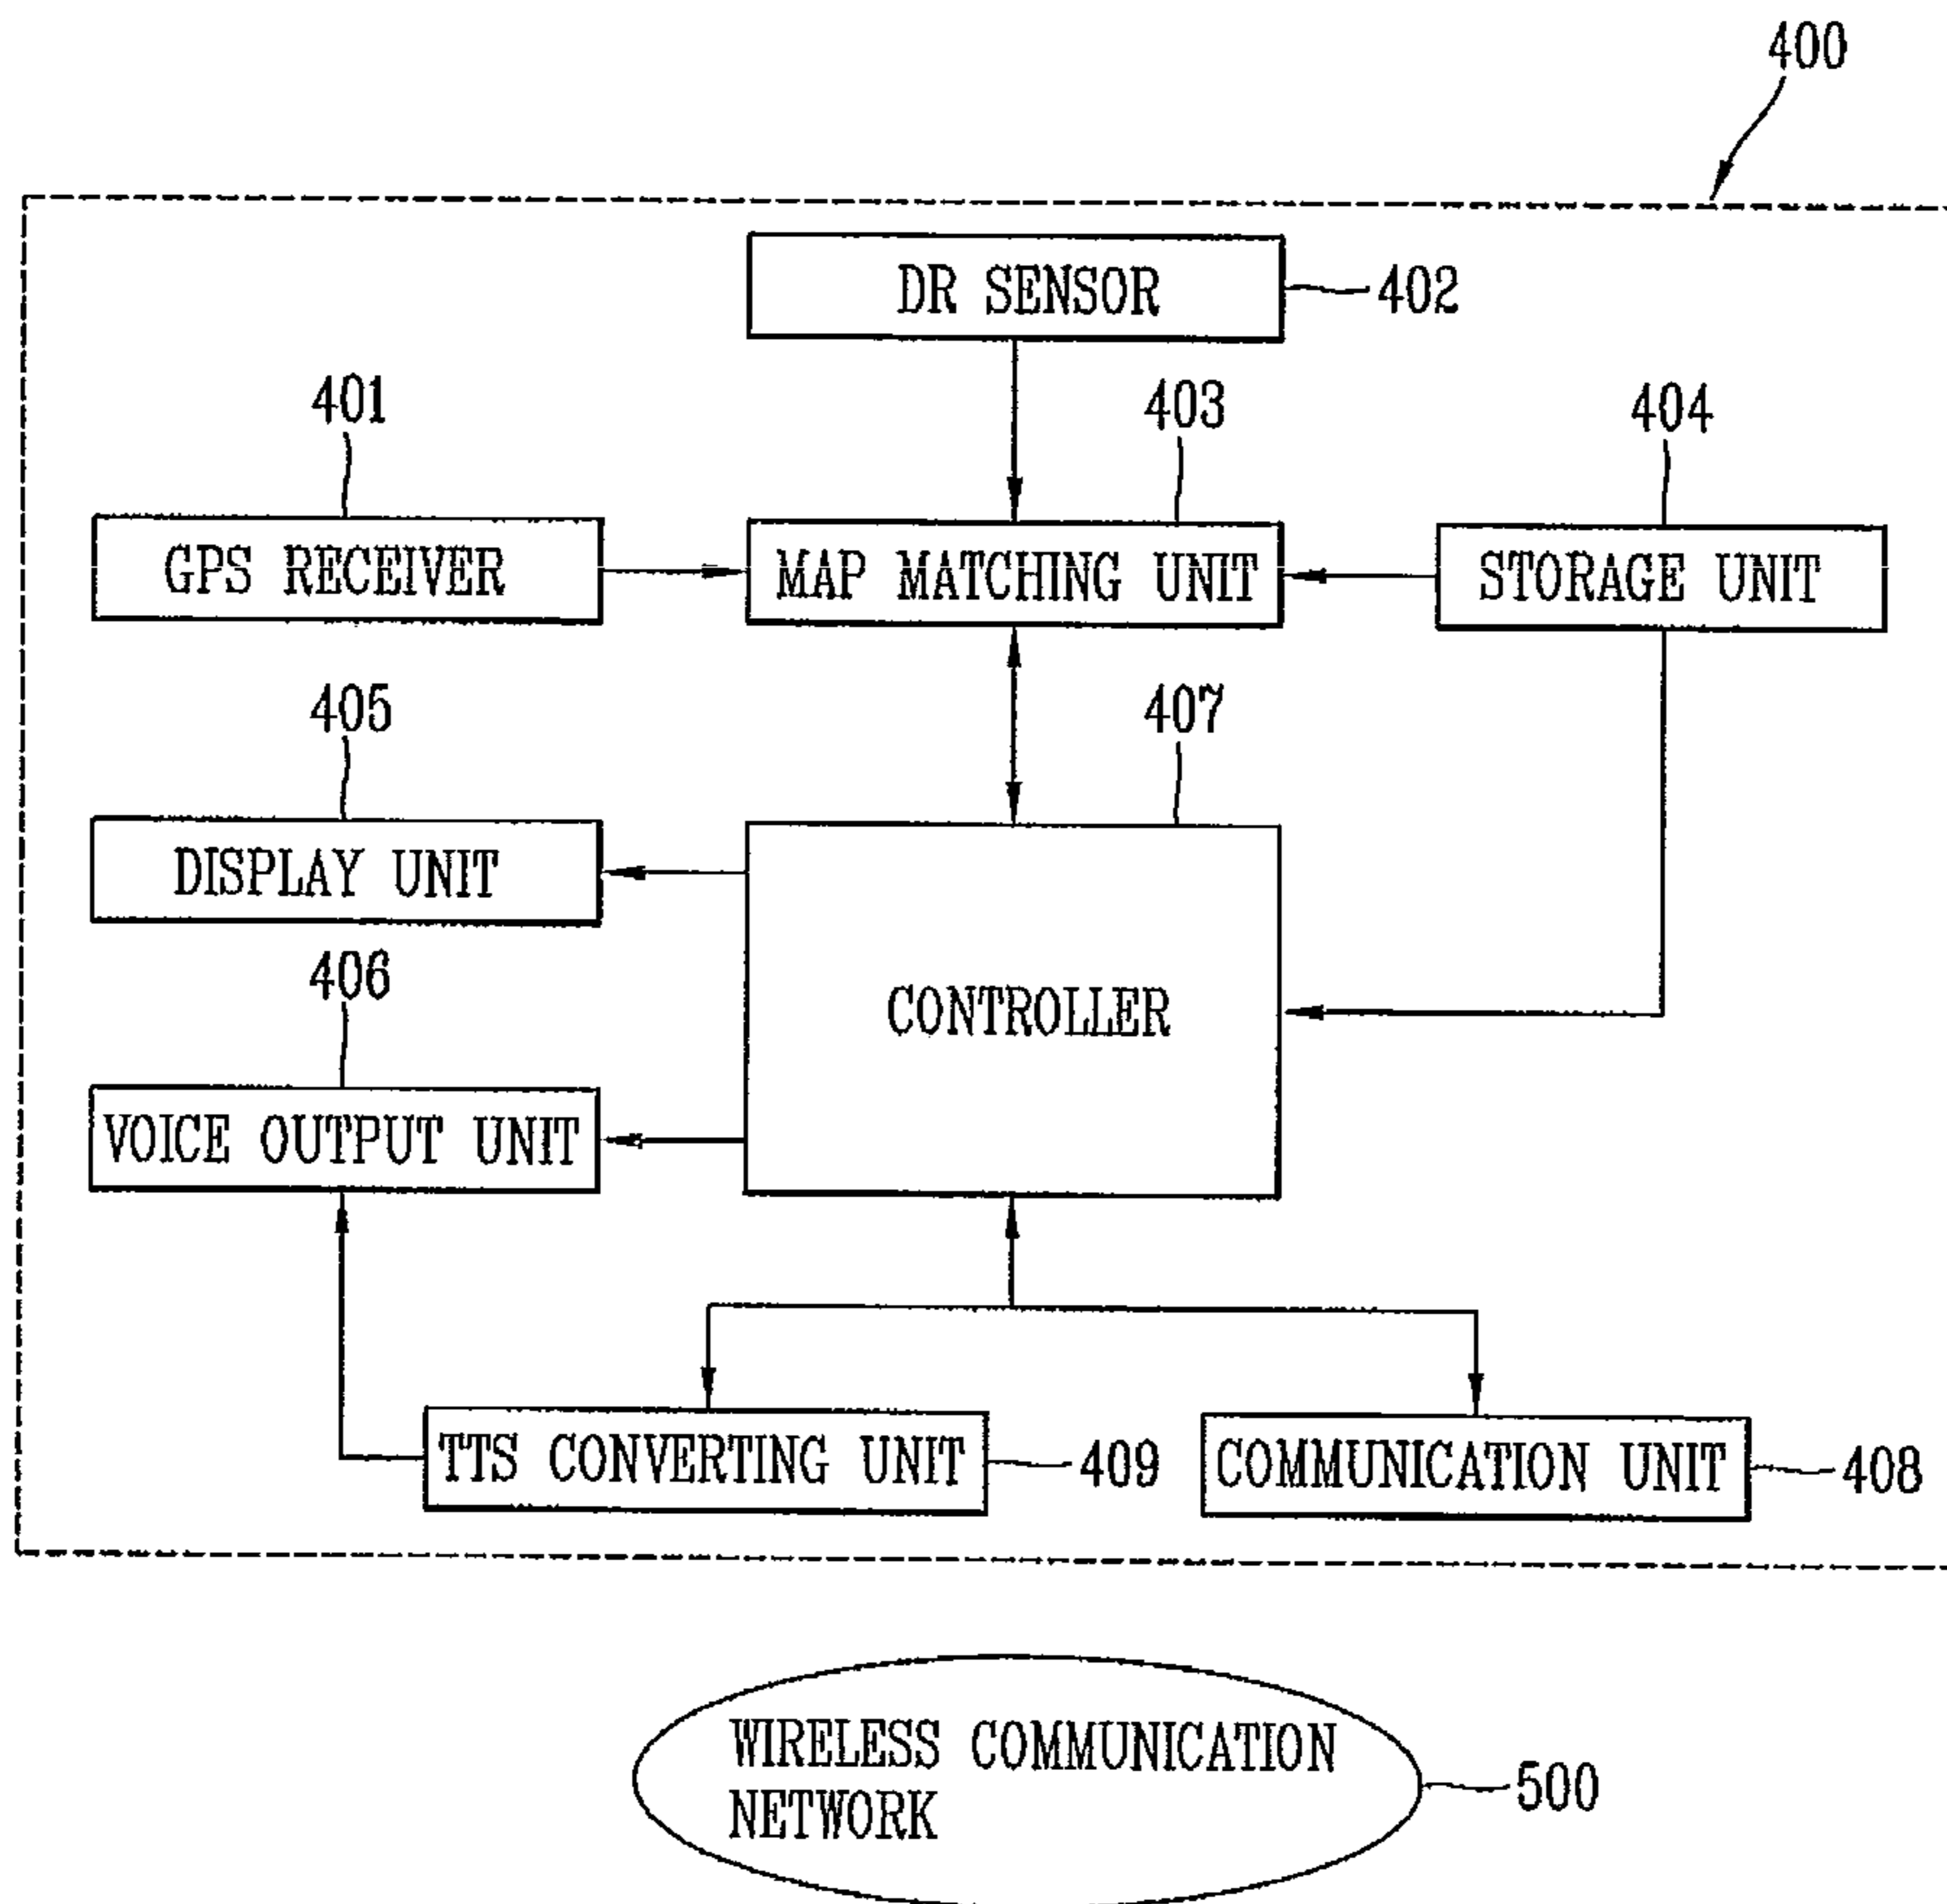 400
DR SENSOR
402
401
403
404
GPS RECEIVER
MAP MATCHING UNIT
STORAGE UNIT
405
407
DISPLAY UNIT
406
CONTROLLER
VOICE OUTPUT UNIT
TTS CONVERTING UNIT
409
COMMUNICATION UNIT
408
WIRELESS COMMUNICATION
NETWORK
500